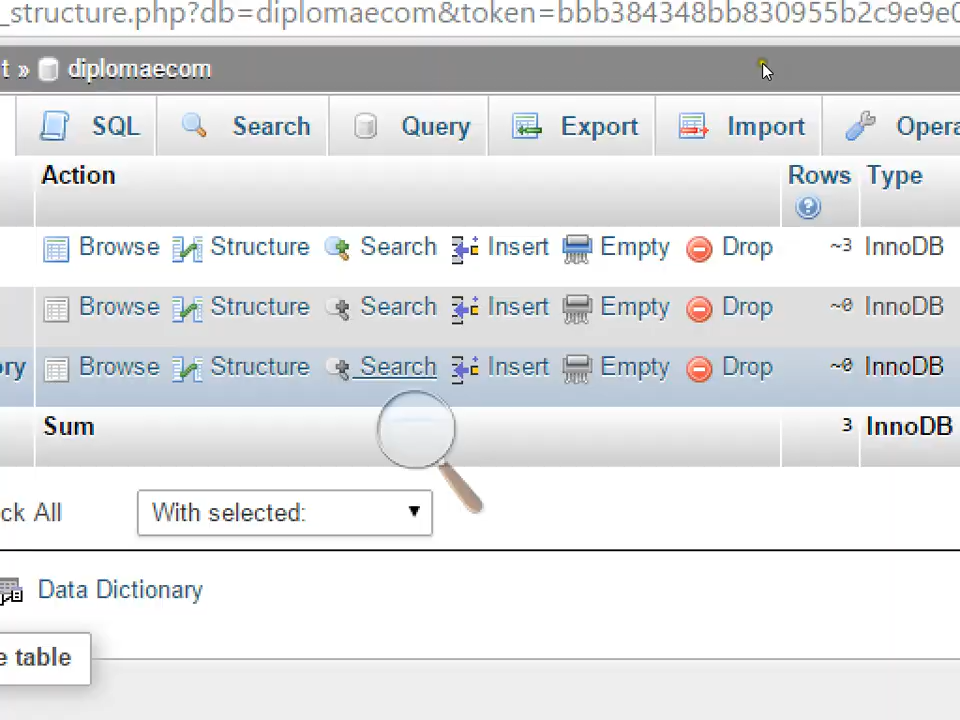 _structure.php?db=diplomaecom&token=bbb384348bb830955b2c9e9e0
t » diplomaecom
SQL Search Query Export Import Opera
Action Rows Type
Browse Structure Search Insert Empty Drop ~3 InnoDB
Browse Structure Search Insert Empty Drop ~0 InnoDB
ory Browse Structure Search Insert Empty Drop ~0 InnoDB
Sum 3 InnoDB
ck All With selected:
Data Dictionary
e table